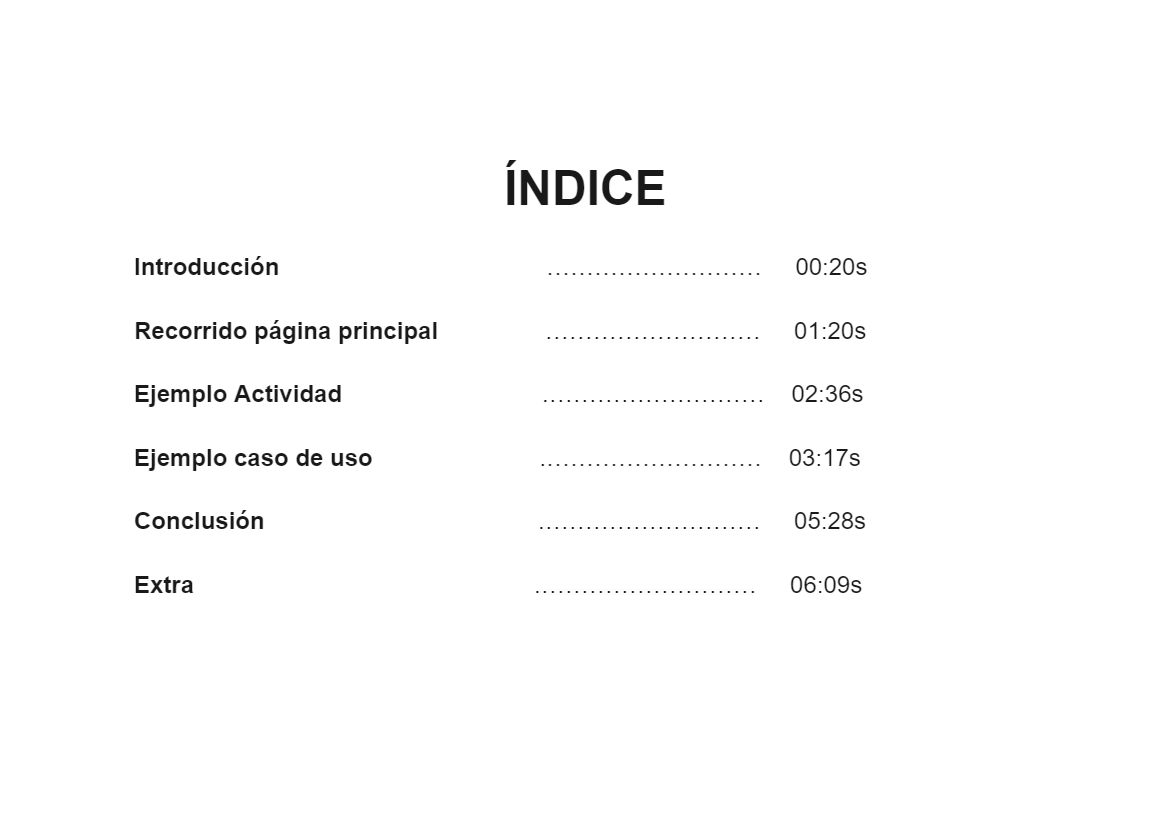 ÍNDICE
Introducción ........................... 00:20s
Recorrido página principal ........................... 01:20s
Ejemplo Actividad ............................ 02:36s
Ejemplo caso de uso ............................ 03:17s
Conclusión ............................ 05:28s
Extra ............................ 06:09s